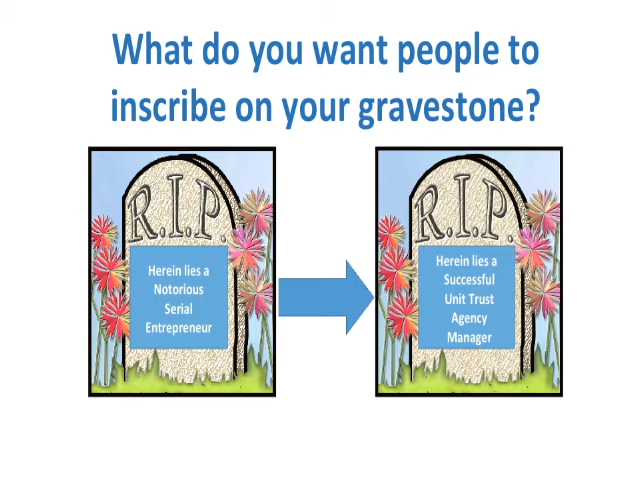 What do you want people to
inscribe on your gravestone?
R.I.P.
Herein lies a
Notorious
Serial
Entrepreneur
R.I.P.
Herein lies a
Successful
Unit Trust
Agency
Manager